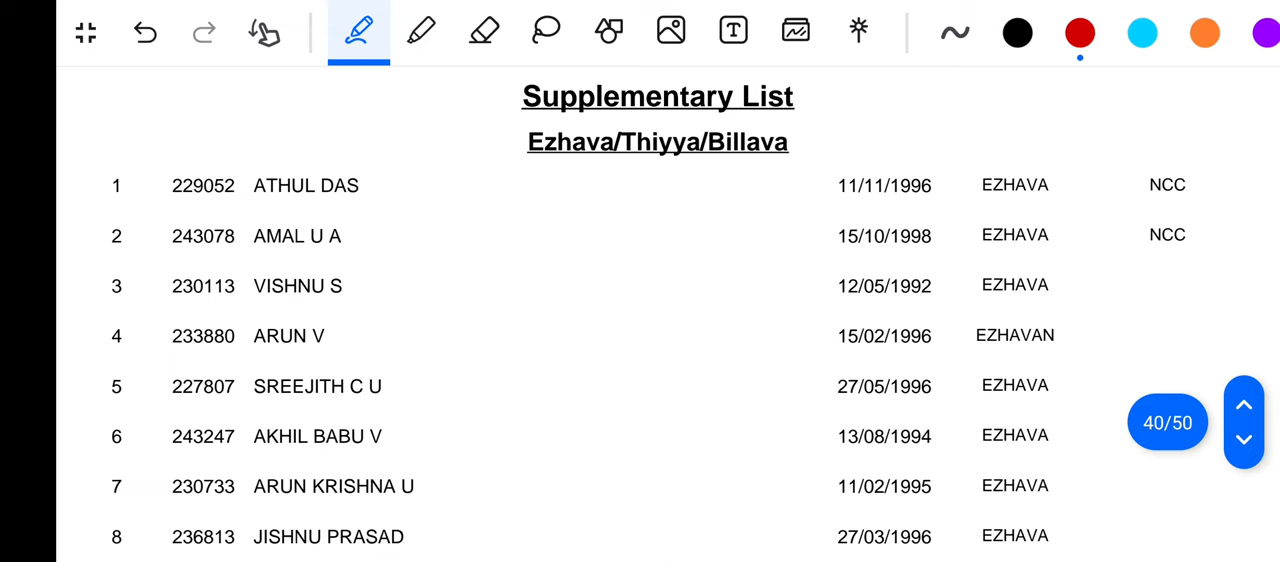 Supplementary List
Ezhava/Thiyya/Billava
1 229052 ATHUL DAS 11/11/1996 EZHAVA NCC
2 243078 AMAL U A 15/10/1998 EZHAVA NCC
3 230113 VISHNU S 12/05/1992 EZHAVA
4 233880 ARUN V 15/02/1996 EZHAVAN
5 227807 SREEJITH C U 27/05/1996 EZHAVA
6 243247 AKHIL BABU V 13/08/1994 EZHAVA
40/50
7 230733 ARUN KRISHNA U 11/02/1995 EZHAVA
8 236813 JISHNU PRASAD 27/03/1996 EZHAVA